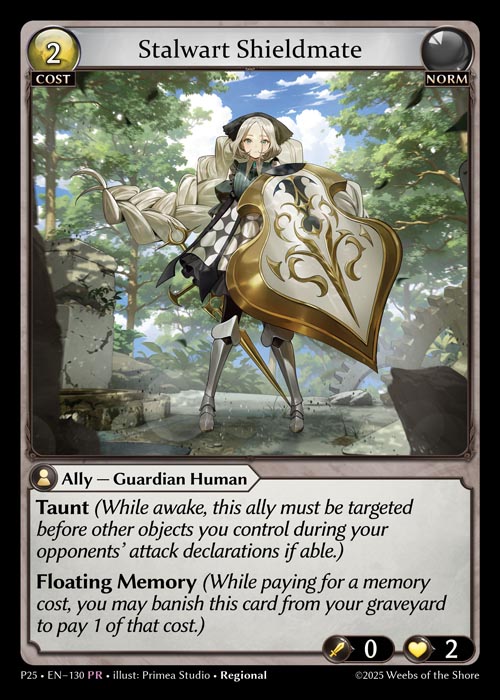 2
Stalwart Shieldmate
COST
NORM
Ally — Guardian Human
Taunt (While awake, this ally must be targeted
before other objects you control during your
opponents' attack declarations if able.)
Floating Memory (While paying for a memory
cost, you may banish this card from your graveyard
to pay 1 of that cost.)
0
2
P25 • EN–130 PR • illust: Primea Studio • Regional
©2025 Weebs of the Shore